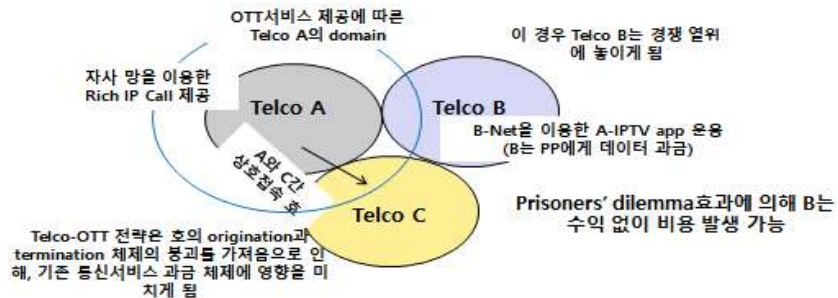 OTT서비스 제공에 따른
Telco A의 domain
이 경우 Telco B는 경쟁 열위
에 놓이게 됨
자사 망을 이용한
Rich IP Call 제공
Telco A
Telco B
B-Net을 이용한 A-IPTV app 운용
(B는 PP에게 데이터 과금)
A와 C간
상호접속 호
Telco C
Prisoners’ dilemma효과에 의해 B는
수익 없이 비용 발생 가능
Telco-OTT 전략은 호의 origination과
termination 체제의 붕괴를 가져옴으로 인
해, 기존 통신서비스 과금 체제에 영향을 미
치게 됨